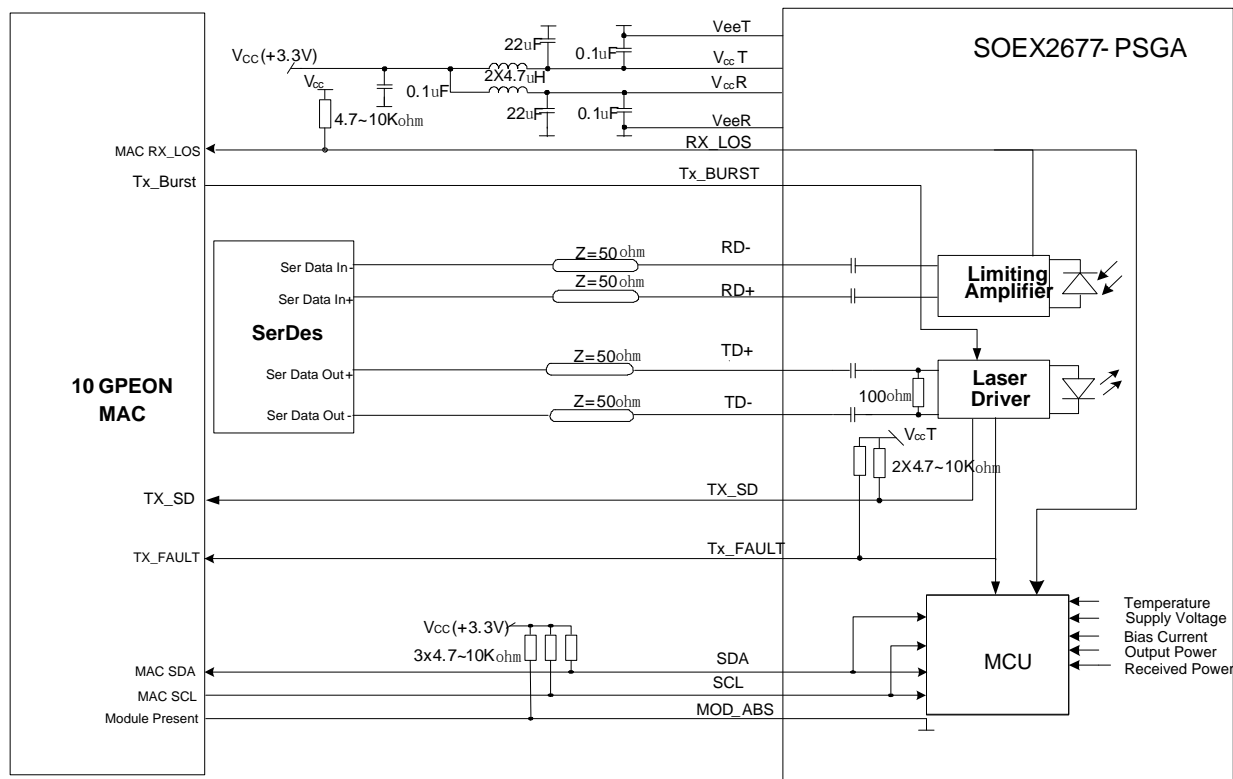 SOEX2677-PSGA
VeeT
22uF
0.1uF
Vcc(+3.3V)
VccT
2X4.7uH
Vcc
0.1uF
VccR
22uF
0.1uF
4.7~10Kohm
VeeR
MAC RX_LOS
RX_LOS
Tx_Burst
Tx_BURST
Ser Data In-
Z=50ohm
RD-
Limiting
Amplifier
Ser Data In+
Z=50ohm
RD+
SerDes
10 GPEON
MAC
Ser Data Out+
Z=50ohm
TD+
Laser
Driver
100ohm
Ser Data Out-
Z=50ohm
TD-
VccT
2X4.7~10Kohm
TX_SD
TX_SD
TX_FAULT
Tx_FAULT
Temperature
Supply Voltage
Bias Current
Output Power
Received Power
MCU
Vcc(+3.3V)
3x4.7~10Kohm
MAC SDA
SDA
MAC SCL
SCL
Module Present
MOD_ABS